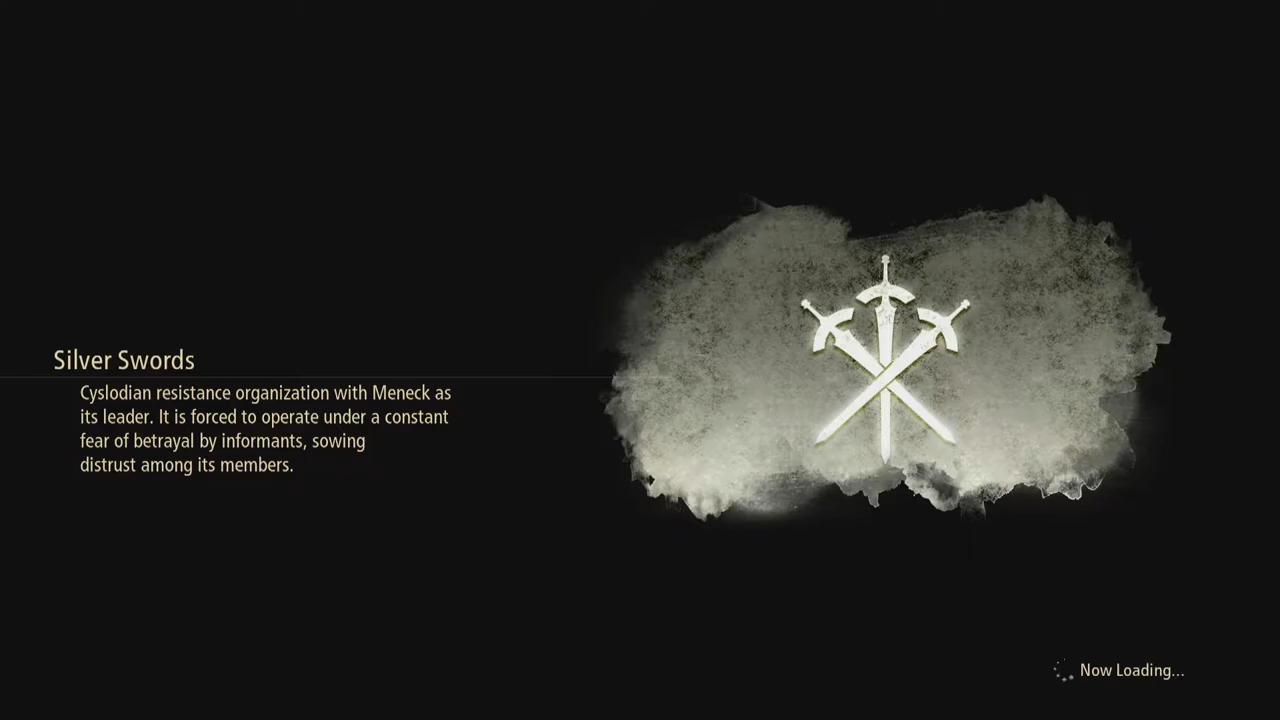 Silver Swords
Cyslodian resistance organization with Meneck as
its leader. It is forced to operate under a constant
fear of betrayal by informants, sowing
distrust among its members.
Now Loading...